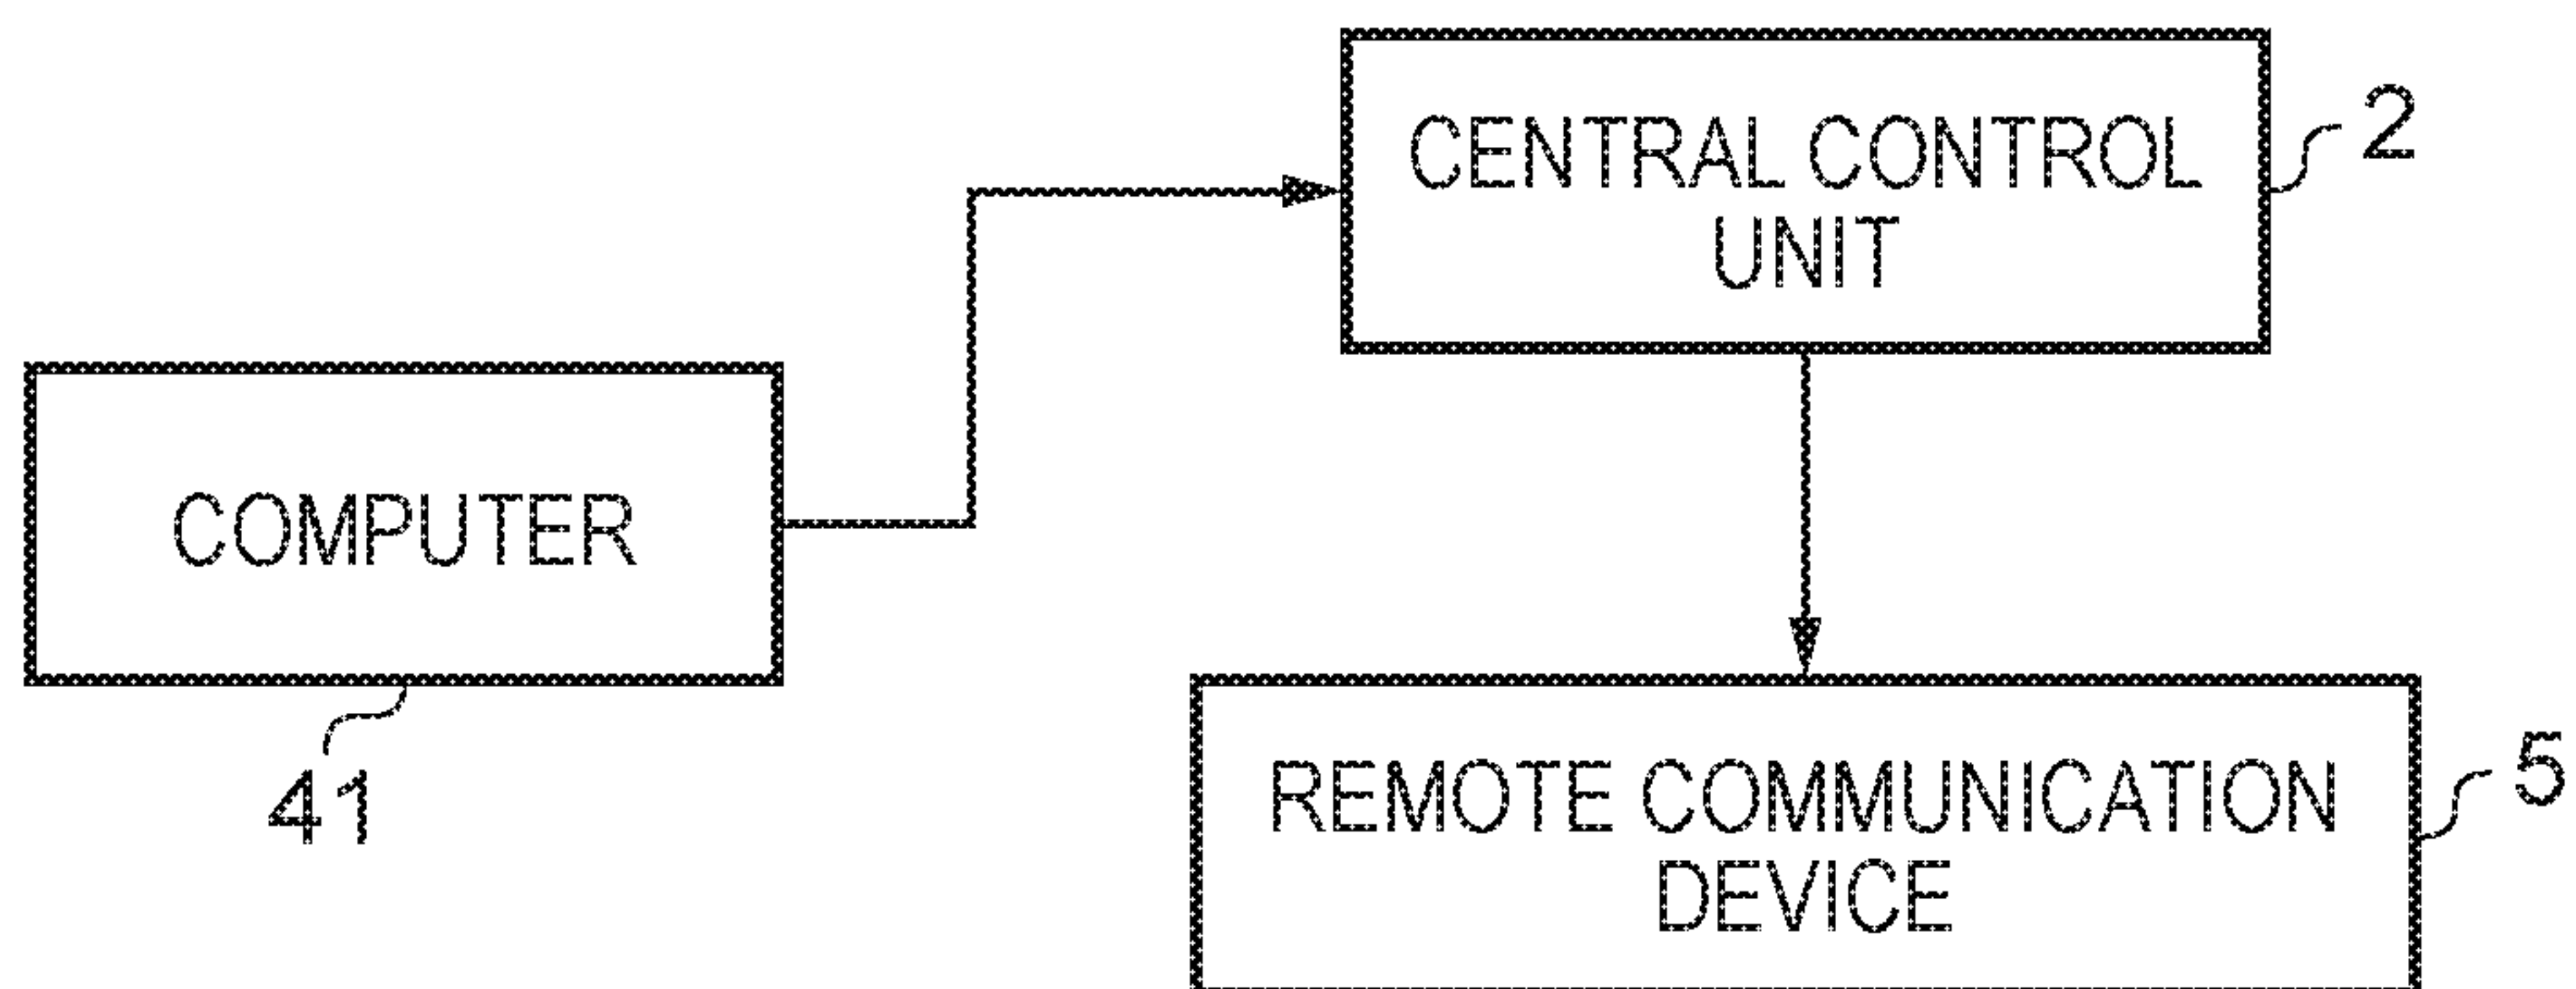 CENTRAL CONTROL
UNIT
2
COMPUTER
41
REMOTE COMMUNICATION
DEVICE
5